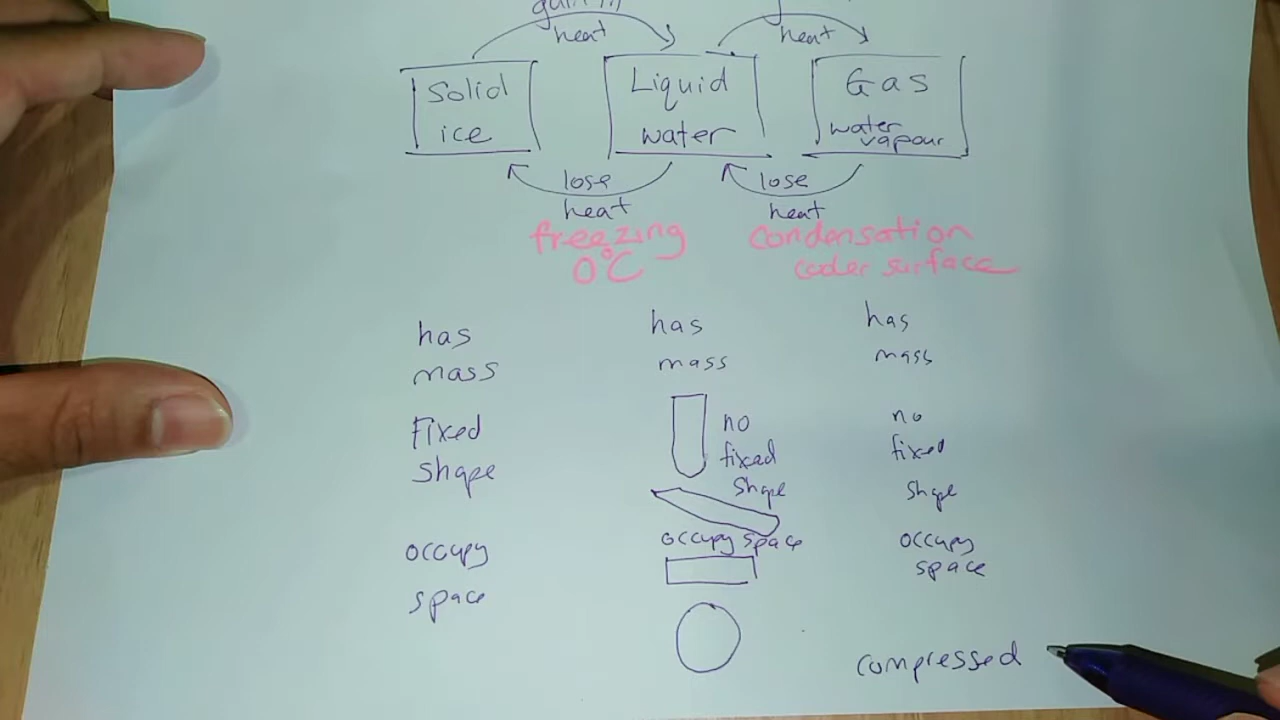 heat
heat
Solid
ice
Liquid
water
Gas
water
vapour
lose
heat
lose
heat
freezing
0°C
Condensation
cooler surface
has
mass
Fixed
Shape
occupy
space
has
mass
no
fixed
Shape
occupy space
has
mass
no
fixed
Shape
occupy
space
compressed